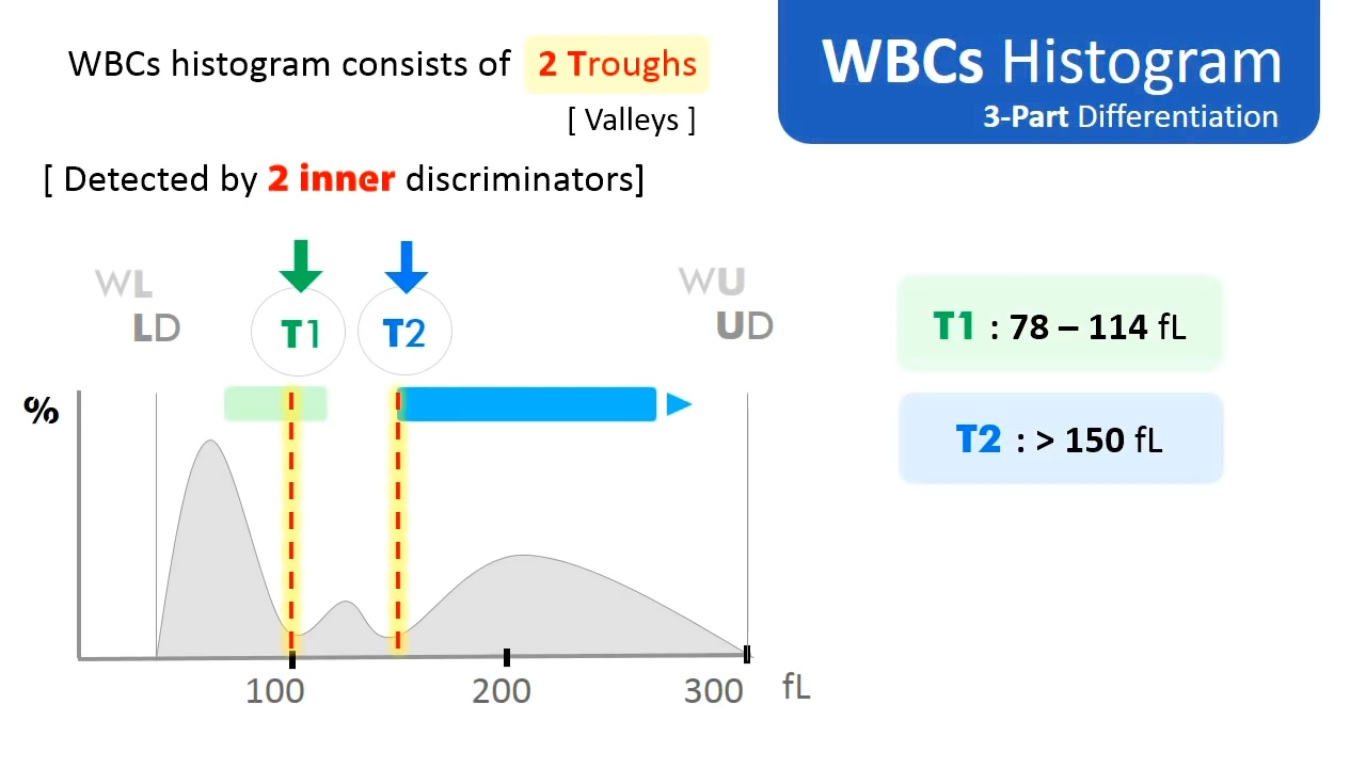 WBCs histogram consists of 2 Troughs
[ Valleys ]
[ Detected by 2 inner discriminators]
WBCs Histogram
3-Part Differentiation
WL
LD
T1
T2
WU
UD
T1 : 78 – 114 fL
T2 : > 150 fL
%
100
200
300
fL